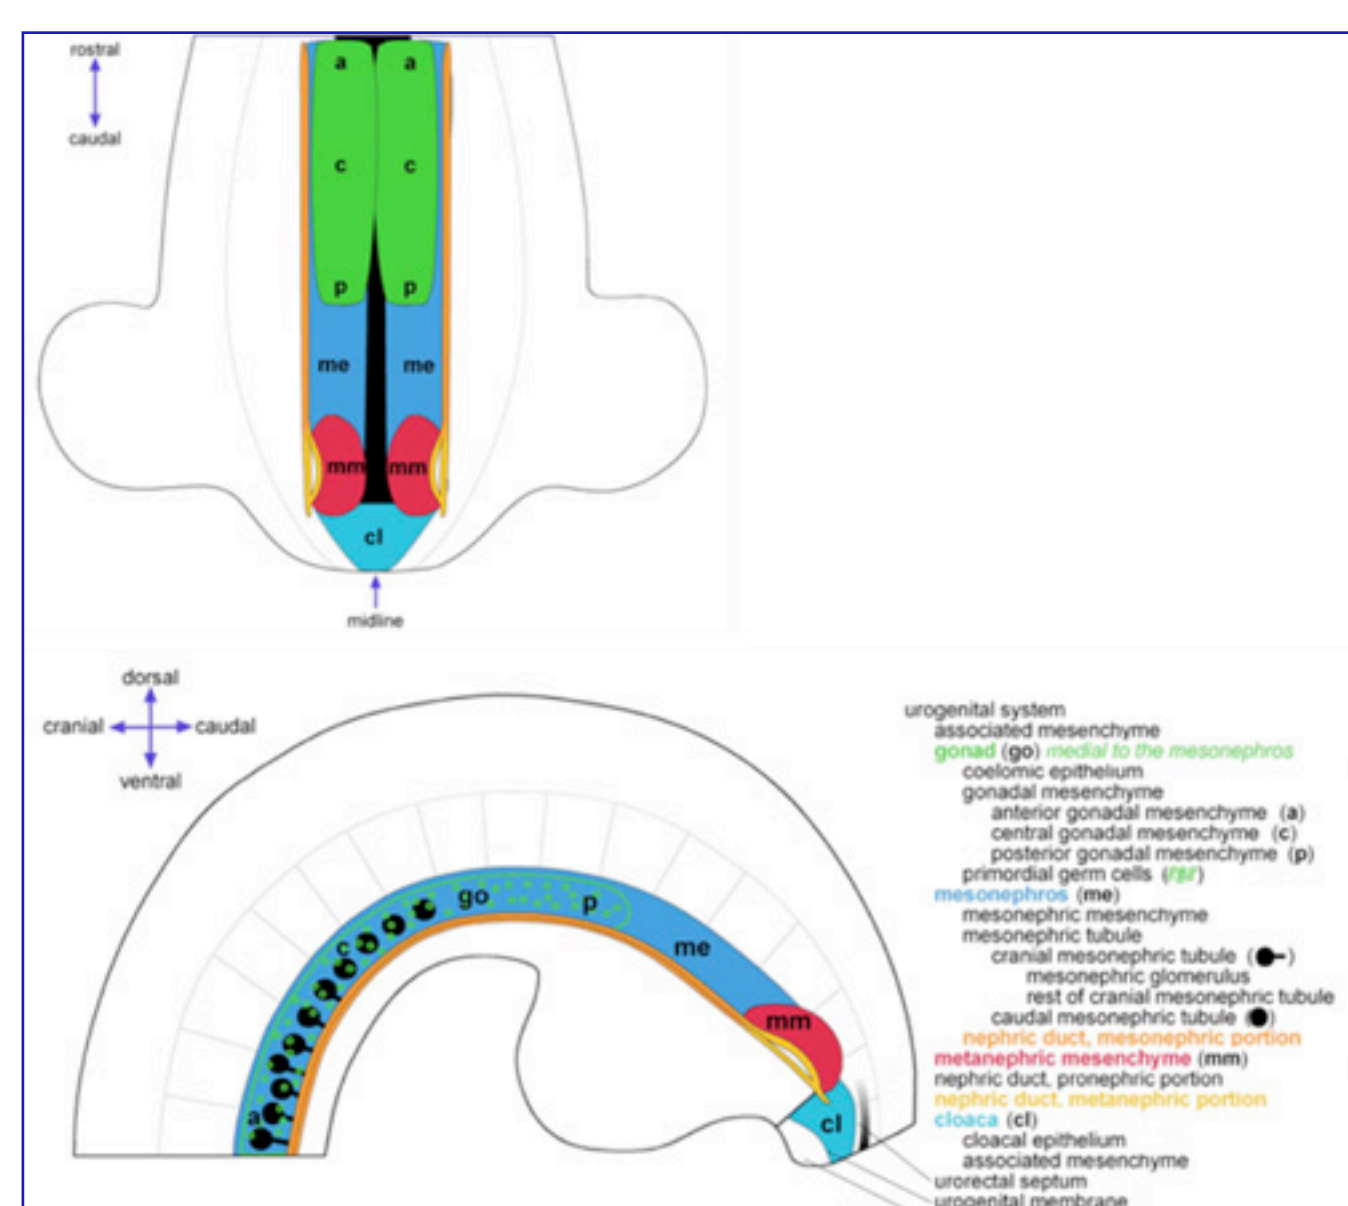 rostral
caudal
a a
c c
p p
me me
mm mm
cl
midline
dorsal
cranial caudal
ventral
go
p
c
me
mm
a
cl
urogenital system
associated mesenchyme
gonad (go) medial to the mesonephros
coelomic epithelium
gonadal mesenchyme
anterior gonadal mesenchyme (a)
central gonadal mesenchyme (c)
posterior gonadal mesenchyme (p)
primordial germ cells ( )
mesonephros (me)
mesonephric mesenchyme
mesonephric tubule
cranial mesonephric tubule ( )
mesonephric glomerulus
rest of cranial mesonephric tubule
caudal mesonephric tubule ( )
nephric duct, mesonephric portion
metanephric mesenchyme (mm)
nephric duct, pronephric portion
nephric duct, metanephric portion
cloaca (cl)
cloacal epithelium
associated mesenchyme
urorectal septum
urogenital membrane